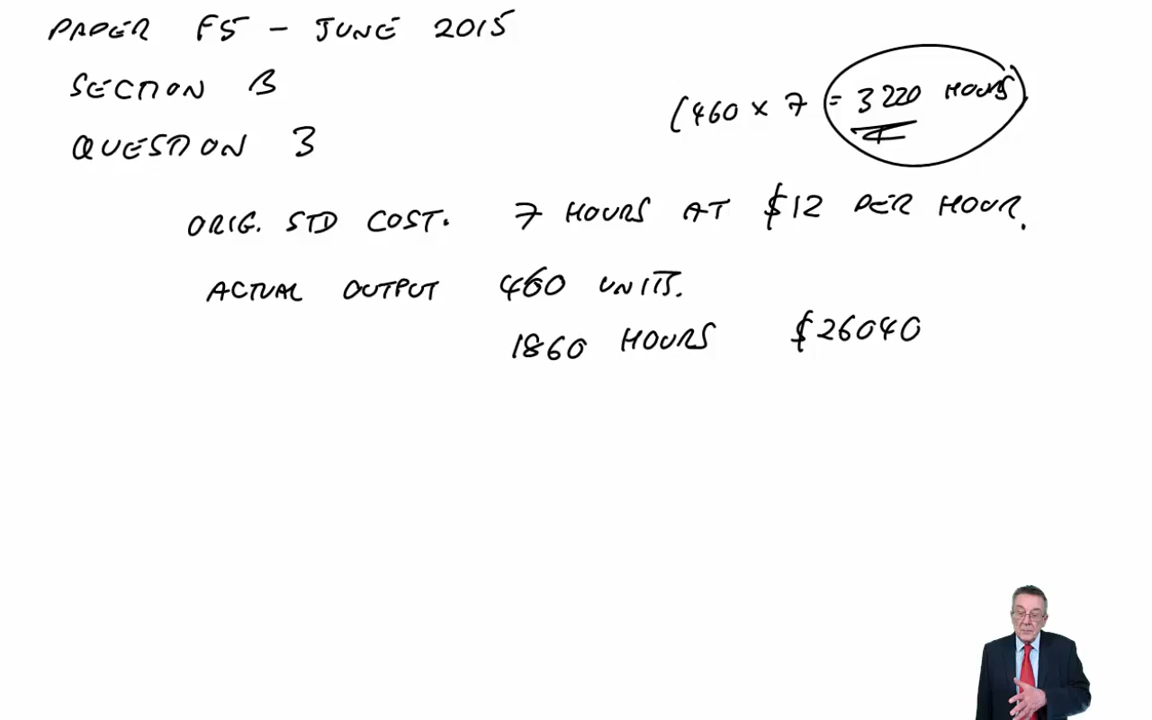 PAPER F5 - JUNE 2015
SECTION B
(460 × 7 = 3220 HOURS)
QUESTION 3
ORIG. STD COST. 7 HOURS AT $12 PER HOUR.
ACTUAL OUTPUT 460 UNITS.
1860 HOURS $26040